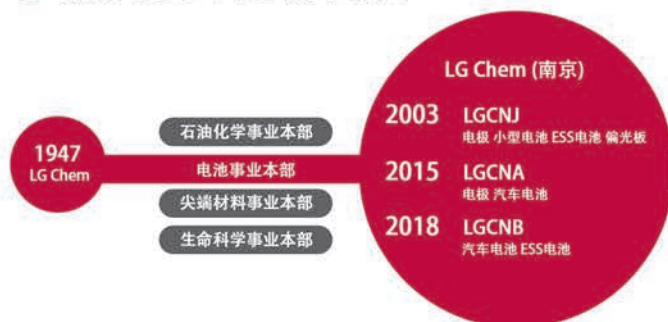 1947
LG Chem
石油化学事业本部
电池事业本部
尖端材料事业本部
生命科学事业本部
LG Chem (南京)
2003 LGCNJ
电极 小型电池 ESS电池 偏光板
2015 LGCNA
电极 汽车电池
2018 LGCNB
汽车电池 ESS电池